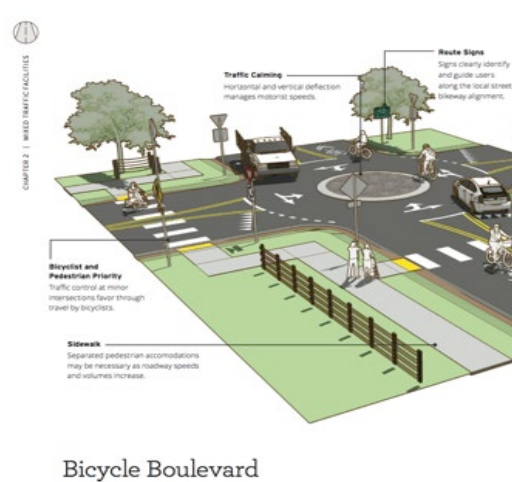 CHAPTER 2 | MIXED TRAFFIC FACILITIES
Traffic Calming
Horizontal and vertical deflection
manages motorist speeds.
Route Signs
Signs clearly identify
and guide users
along the local street
bikeway alignment.
Bicyclist and
Pedestrian Priority
Traffic control at minor
intersections favor through
travel by bicyclists.
Sidewalk
Separated pedestrian accomodations
may be necessary as roadway speeds
and volumes increase.
Bicycle Boulevard